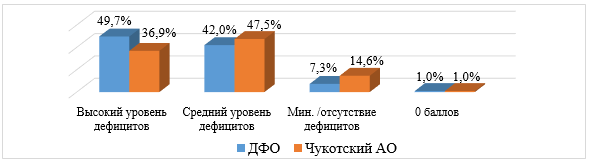 49,7% 36,9% 42,0% 47,5% 7,3% 14,6% 1,0% 1,0%
Высокий уровень дефицитов
Средний уровень дефицитов
Мин. /отсутствие дефицитов
0 баллов
ДФО Чукотский АО